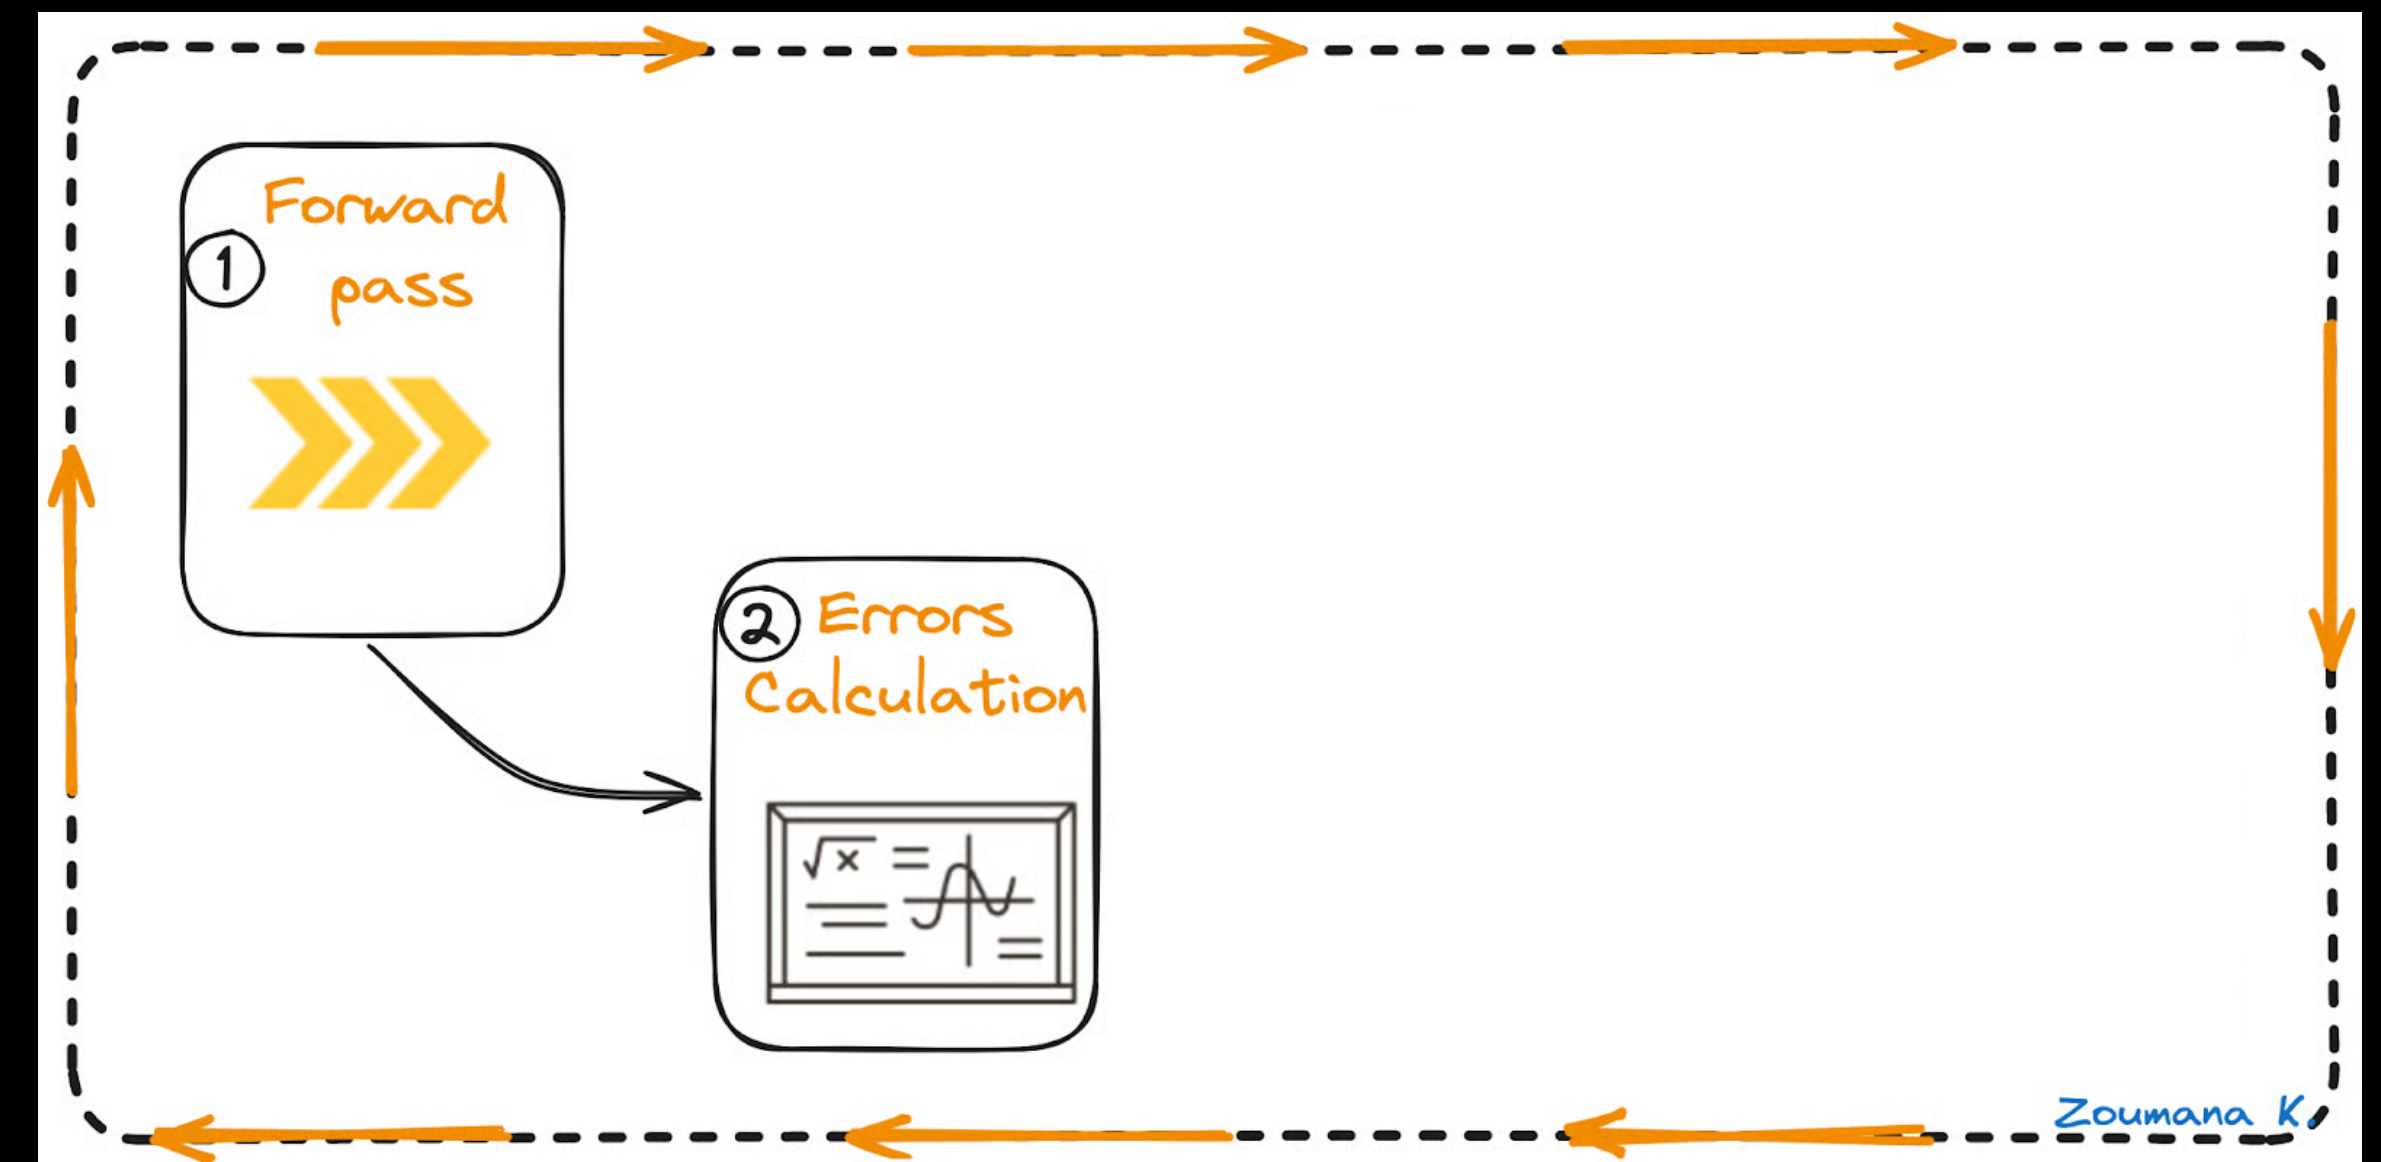 Forward
1
pass
2 Errors
Calculation
√x =
Zoumana K.